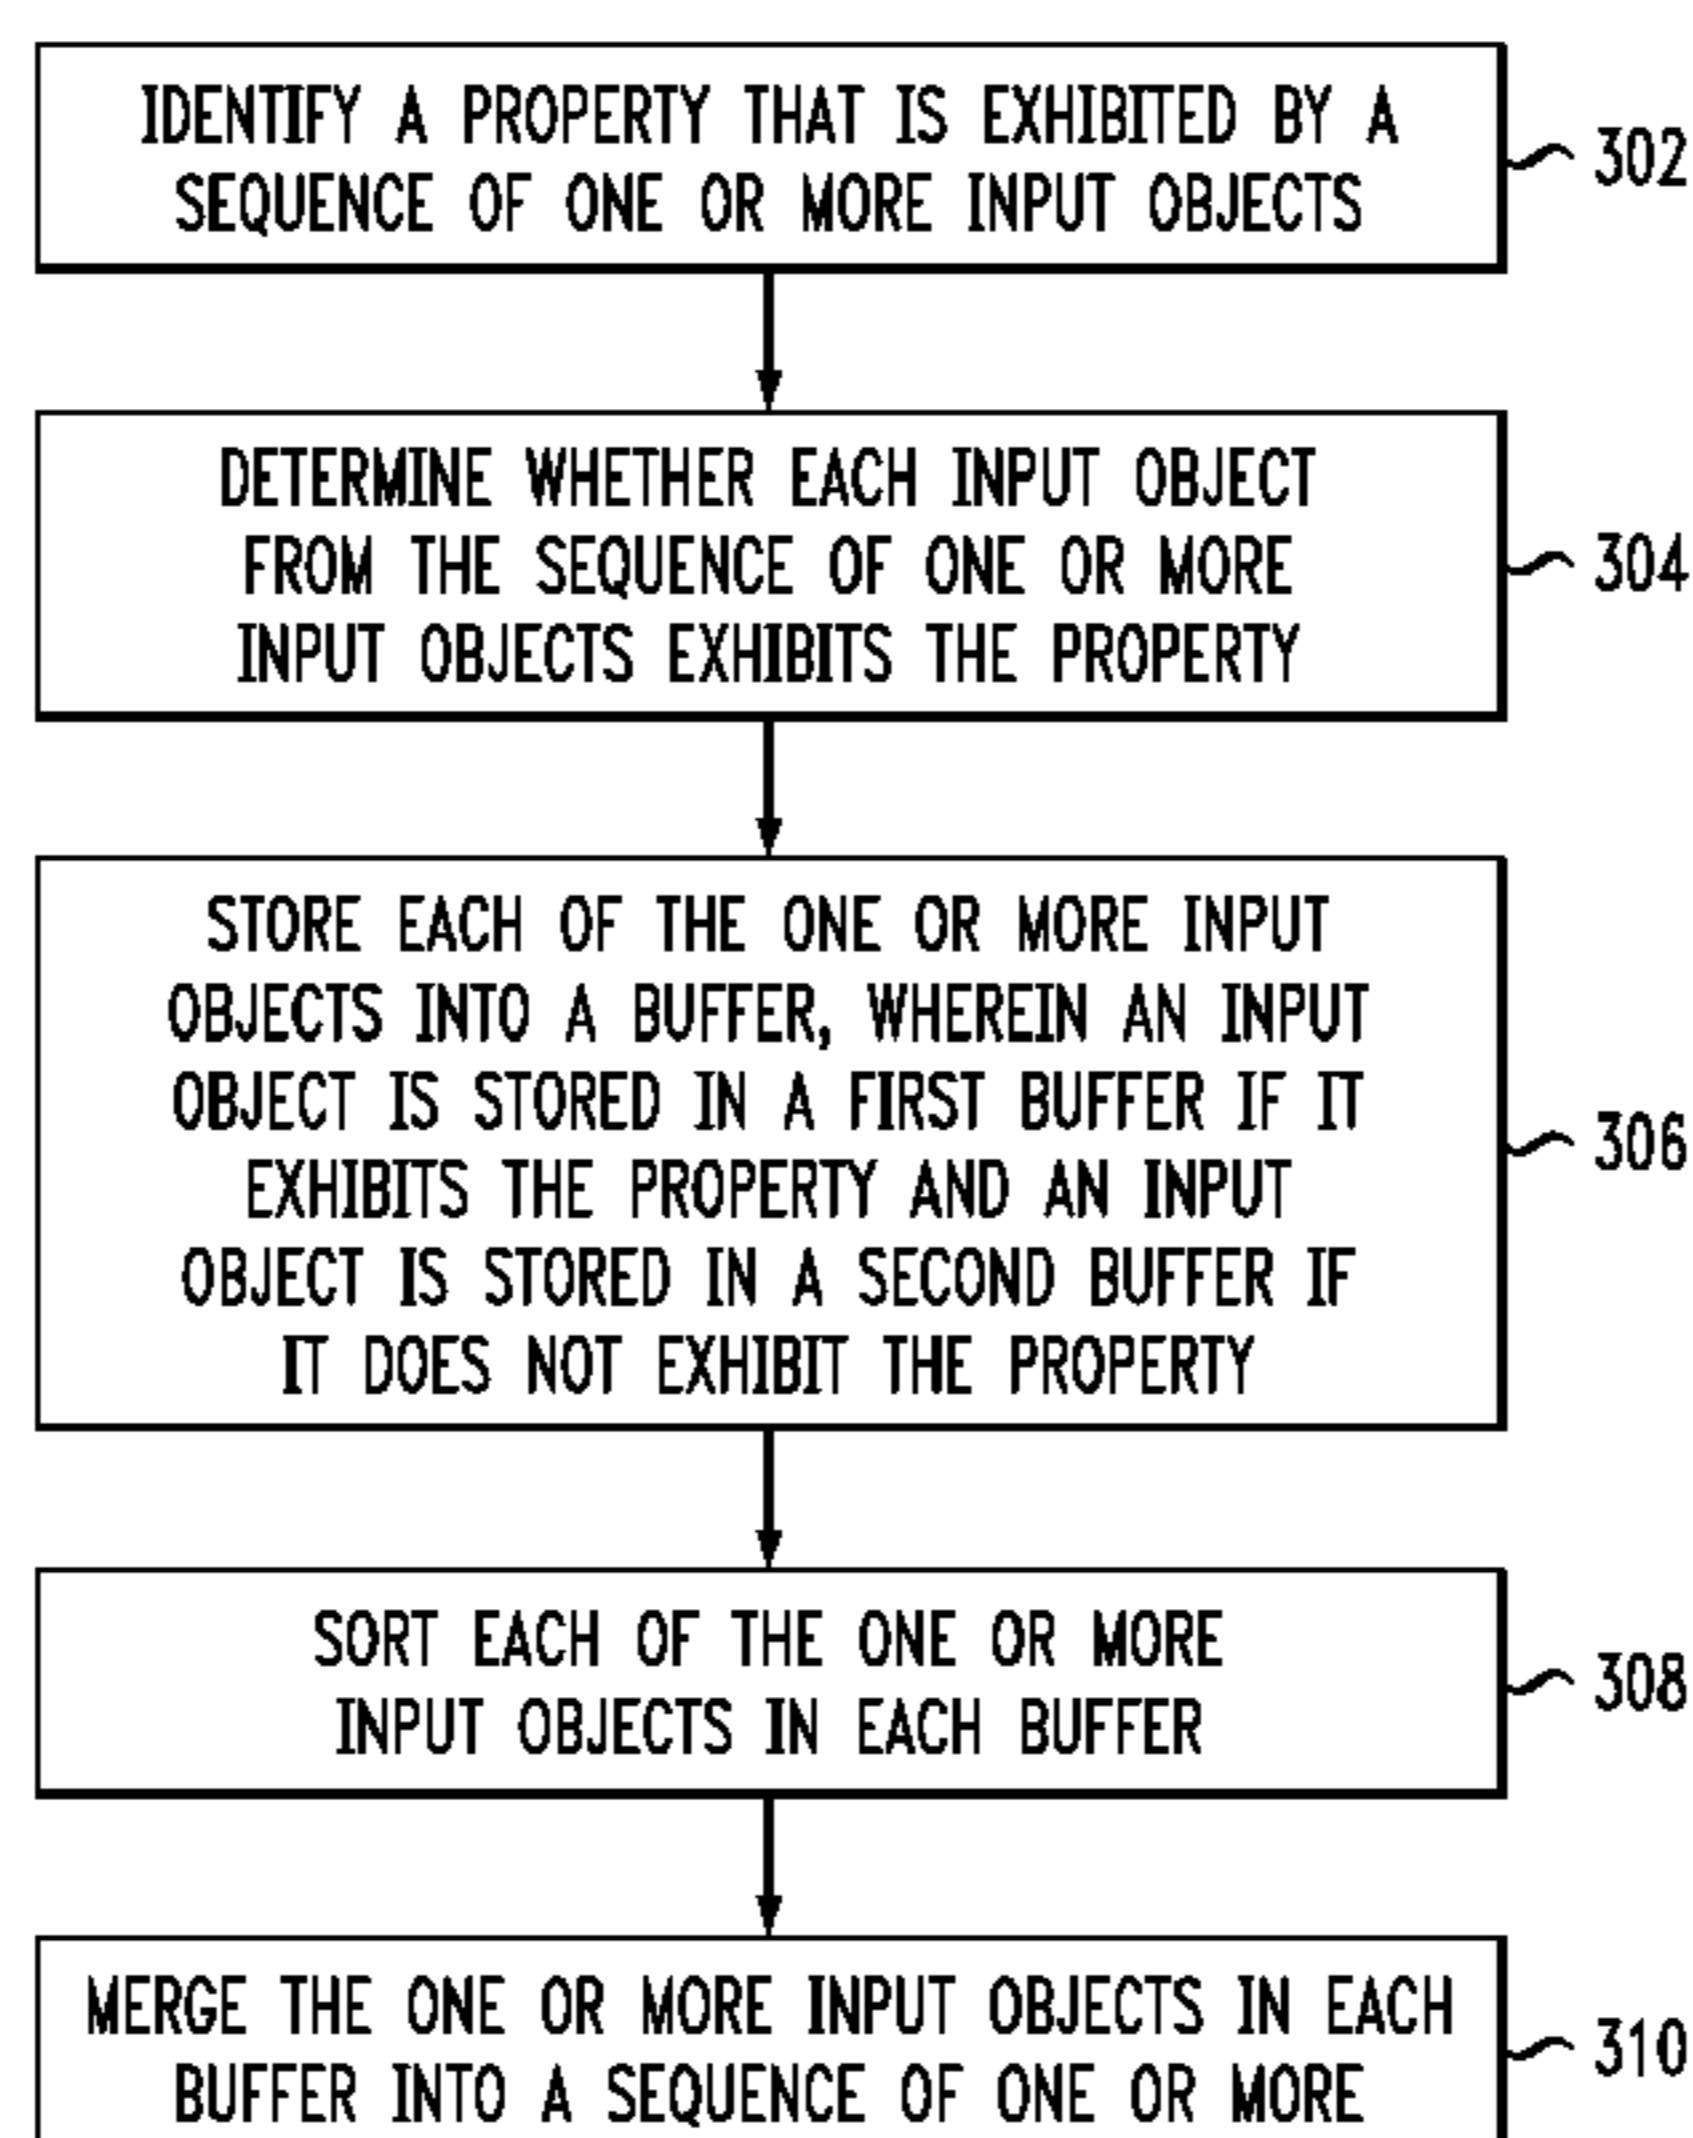 IDENTIFY A PROPERTY THAT IS EXHIBITED BY A
SEQUENCE OF ONE OR MORE INPUT OBJECTS
302
DETERMINE WHETHER EACH INPUT OBJECT
FROM THE SEQUENCE OF ONE OR MORE
INPUT OBJECTS EXHIBITS THE PROPERTY
304
STORE EACH OF THE ONE OR MORE INPUT
OBJECTS INTO A BUFFER, WHEREIN AN INPUT
OBJECT IS STORED IN A FIRST BUFFER IF IT
EXHIBITS THE PROPERTY AND AN INPUT
OBJECT IS STORED IN A SECOND BUFFER IF
IT DOES NOT EXHIBIT THE PROPERTY
306
SORT EACH OF THE ONE OR MORE
INPUT OBJECTS IN EACH BUFFER
308
MERGE THE ONE OR MORE INPUT OBJECTS IN EACH
BUFFER INTO A SEQUENCE OF ONE OR MORE
310